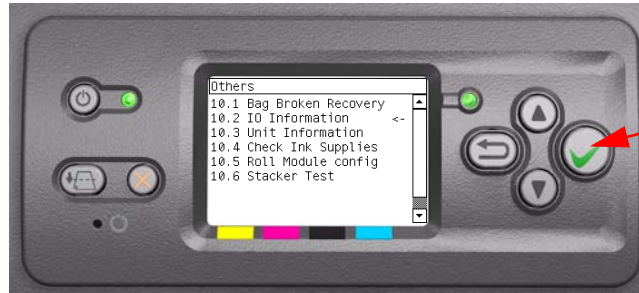 Others
10.1 Bag Broken Recovery
10.2 IO Information <-
10.3 Unit Information
10.4 Check Ink Supplies
10.5 Roll Module config
10.6 Stacker Test